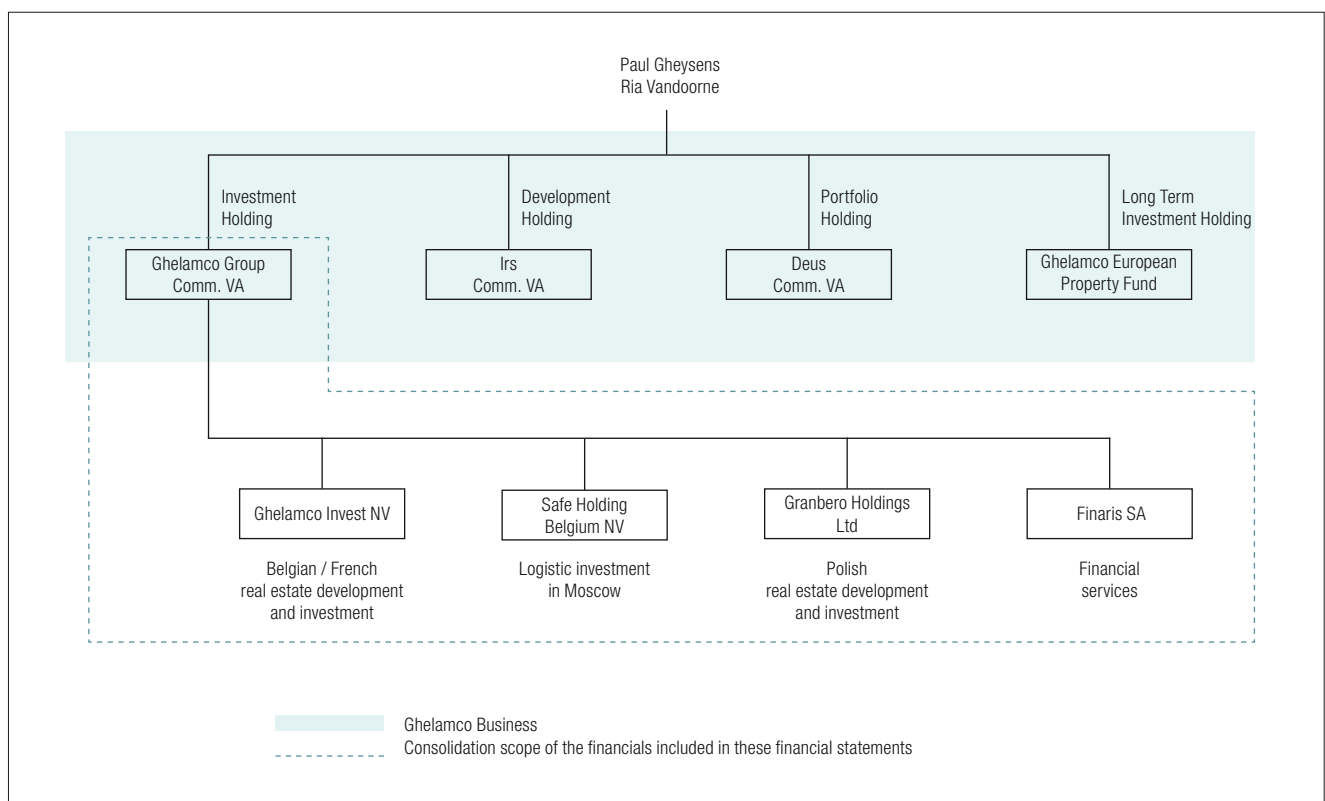 Paul Gheysens
Ria Vandoorne
Investment
Holding
Development
Holding
Portfolio
Holding
Long Term
Investment Holding
Ghelamco Group
Comm. VA
Irs
Comm. VA
Deus
Comm. VA
Ghelamco European
Property Fund
Ghelamco Invest NV
Safe Holding
Belgium NV
Granbero Holdings
Ltd
Finaris SA
Belgian / French
real estate development
and investment
Logistic investment
in Moscow
Polish
real estate development
and investment
Financial
services
Ghelamco Business
Consolidation scope of the financials included in these financial statements